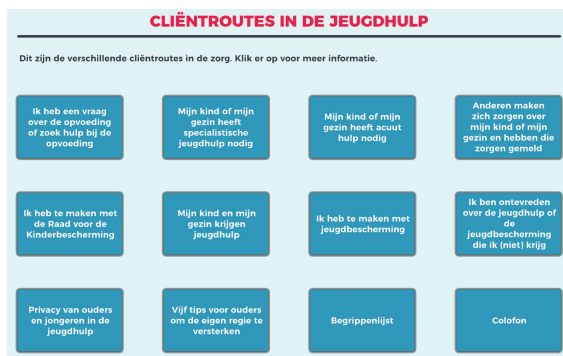 CLIËNTROUTES IN DE JEUGDHULP
Dit zijn de verschillende cliëntroutes in de zorg. Klik er op voor meer informatie.
Ik heb een vraag
over de opvoeding
of zoek hulp bij de
opvoeding
Mijn kind of mijn
gezin heeft
specialistische
jeugdhulp nodig
Mijn kind of mijn
gezin heeft acuut
hulp nodig
Anderen maken
zich zorgen over
mijn kind of mijn
gezin en hebben die
zorgen gemeld
Ik heb te maken met
de Raad voor de
Kinderbescherming
Mijn kind en mijn
gezin krijgen
jeugdhulp
Ik heb te maken met
jeugdbescherming
Ik ben ontevreden
over de jeugdhulp of
de
jeugdbescherming
die ik (niet) krijg
Privacy van ouders
en jongeren in de
jeugdhulp
Vijf tips voor ouders
om de eigen regie te
versterken
Begrippenlijst
Colofon